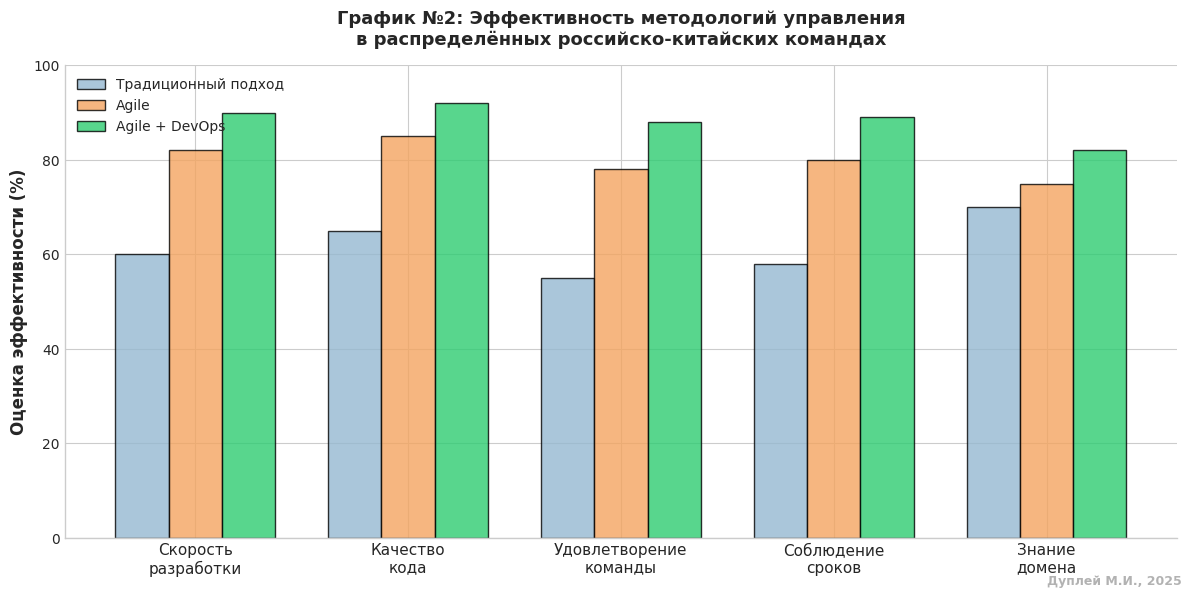 График №2: Эффективность методологий управления
в распределённых российско-китайских командах
Оценка эффективности (%)
100
80
60
40
20
0
Традиционный подход
Agile
Agile + DevOps
Скорость
разработки
Качество
кода
Удовлетворение
команды
Соблюдение
сроков
Знание
домена
Дуплей М.И., 2025